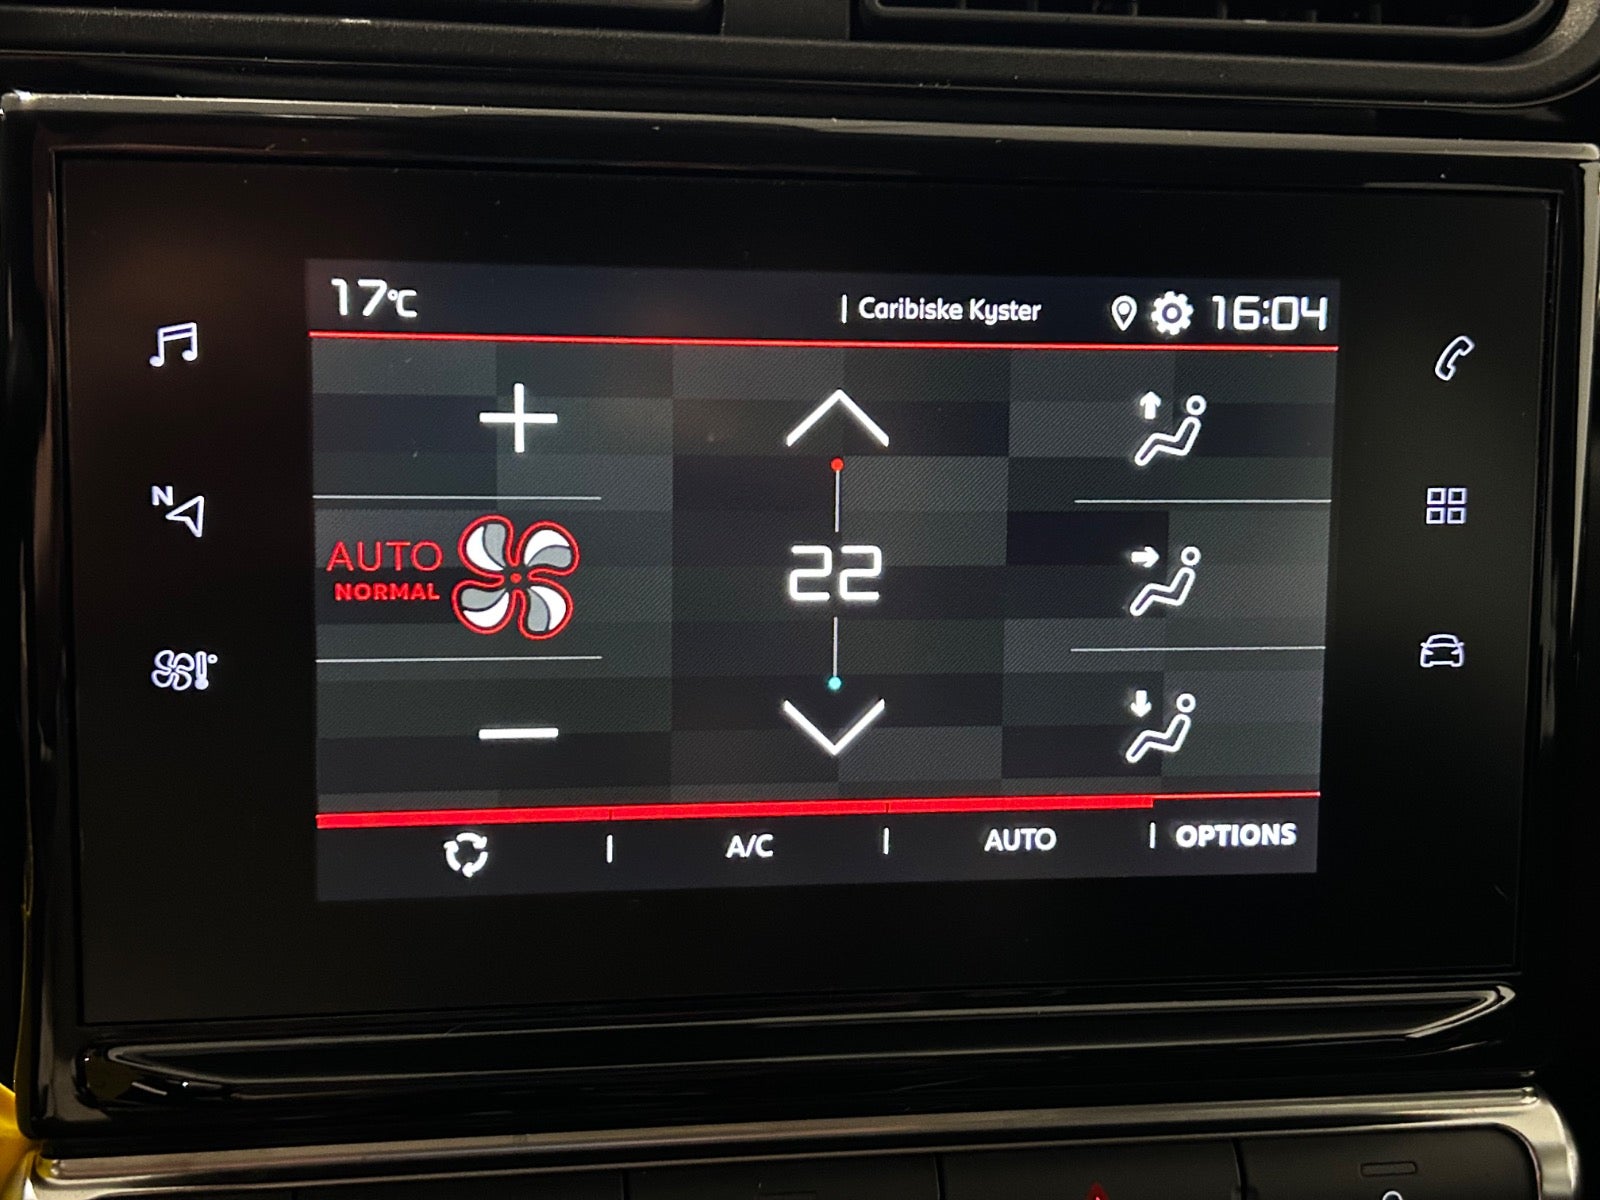 17°C
| Caribiske Kyster
16:04
N
AUTO
NORMAL
22
A/C
AUTO
OPTIONS